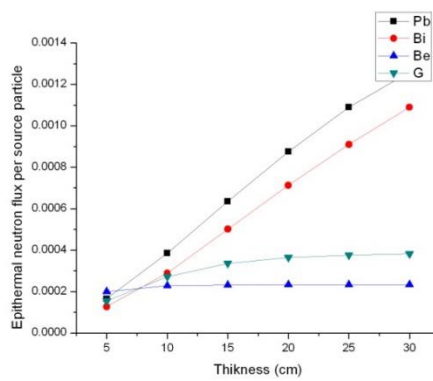 Pb
Bi
Be
G
Epithermal neutron flux per source particle
0.0014
0.0012
0.0010
0.0008
0.0006
0.0004
0.0002
0.0000
5 10 15 20 25 30
Thikness (cm)